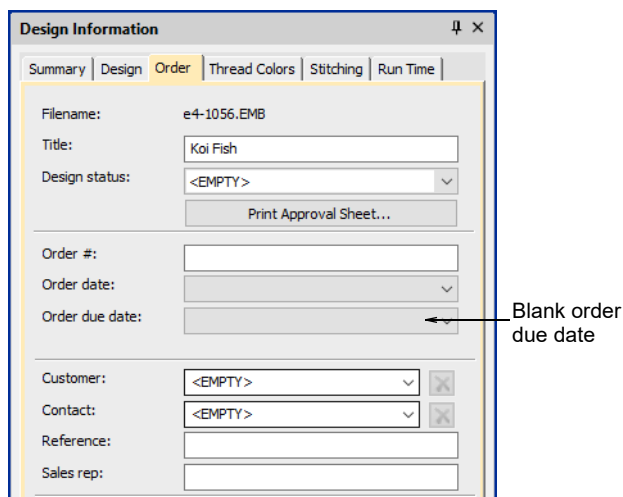 Design Information
Summary Design Order Thread Colors Stitching Run Time
Filename: e4-1056.EMB
Title: Koi Fish
Design status: <EMPTY>
Print Approval Sheet...
Order #:
Order date:
Order due date:
Blank order
due date
Customer: <EMPTY>
Contact: <EMPTY>
Reference:
Sales rep: